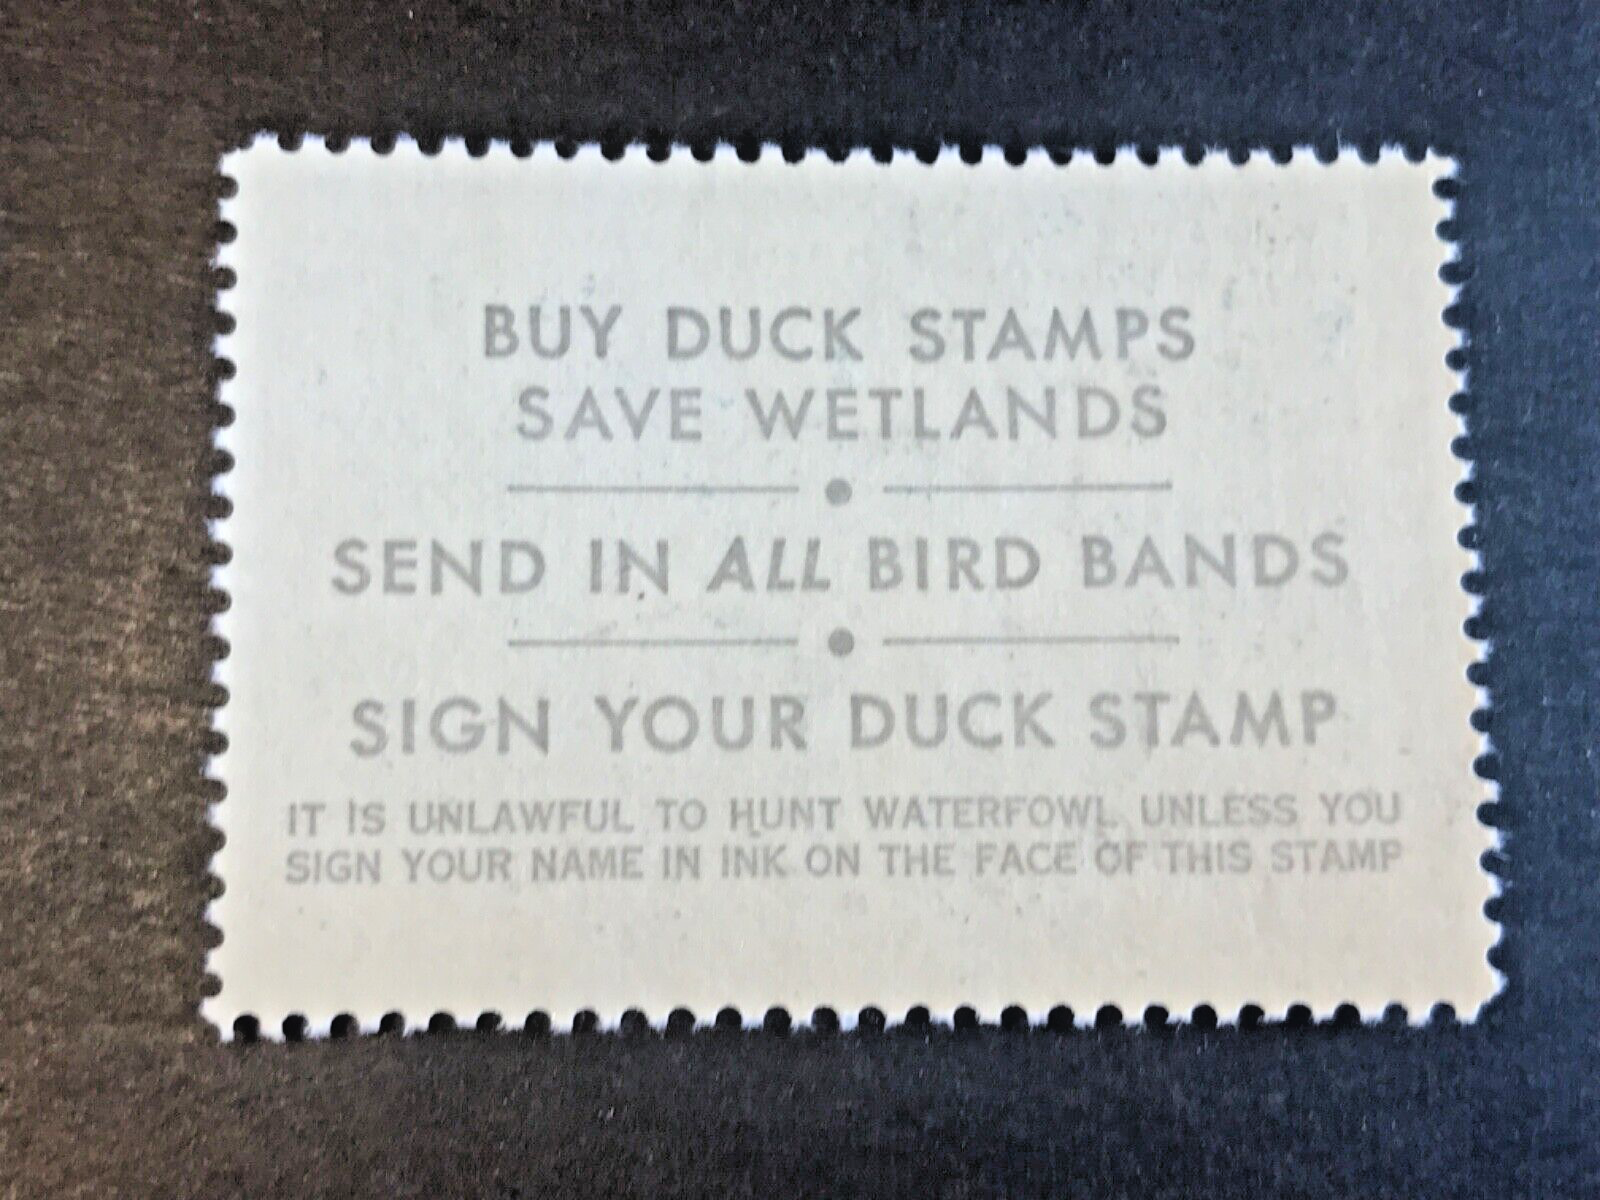 BUY DUCK STAMPS
SAVE WETLANDS
SEND IN ALL BIRD BANDS
SIGN YOUR DUCK STAMP
IT IS UNLAWFUL TO HUNT WATERFOWL UNLESS YOU
SIGN YOUR NAME IN INK ON THE FACE OF THIS STAMP